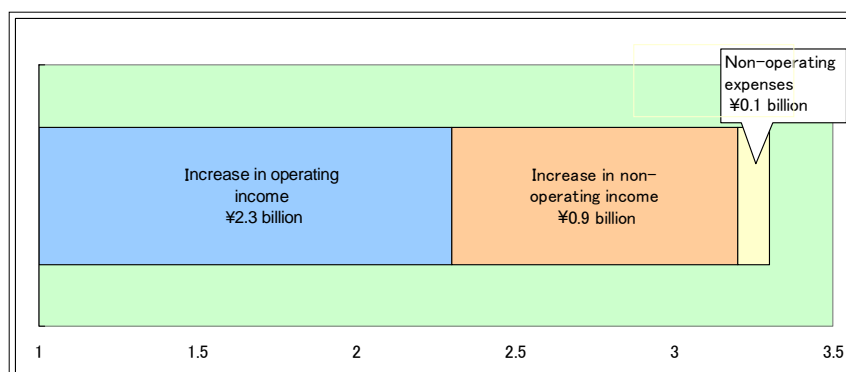 Non-operating
expenses
¥0.1 billion
Increase in operating
income
¥2.3 billion
Increase in non-
operating income
¥0.9 billion
1 1.5 2 2.5 3 3.5